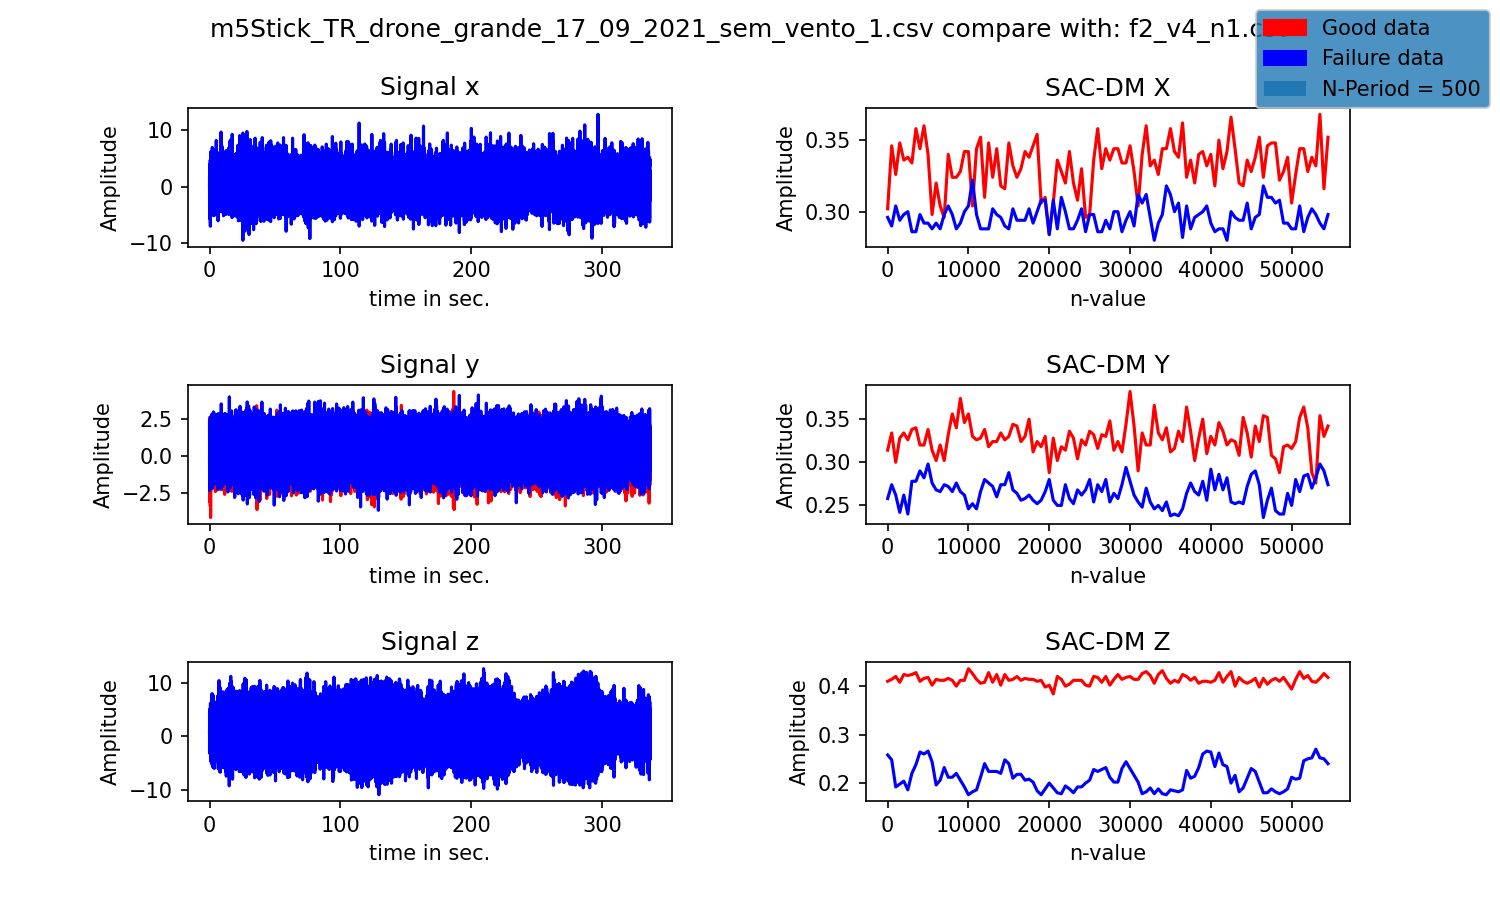 m5Stick_TR_drone_grande_17_09_2021_sem_vento_1.csv compare with: f2_v4_n1.csv
Good data
Failure data
N-Period = 500
Signal x
Amplitude
10
0
−10
0 100 200 300
time in sec.
SAC-DM X
Amplitude
0.35
0.30
0 10000 20000 30000 40000 50000
n-value
Signal y
Amplitude
2.5
0.0
−2.5
0 100 200 300
time in sec.
SAC-DM Y
Amplitude
0.35
0.30
0.25
0 10000 20000 30000 40000 50000
n-value
Signal z
Amplitude
10
0
−10
0 100 200 300
time in sec.
SAC-DM Z
Amplitude
0.4
0.3
0.2
0 10000 20000 30000 40000 50000
n-value